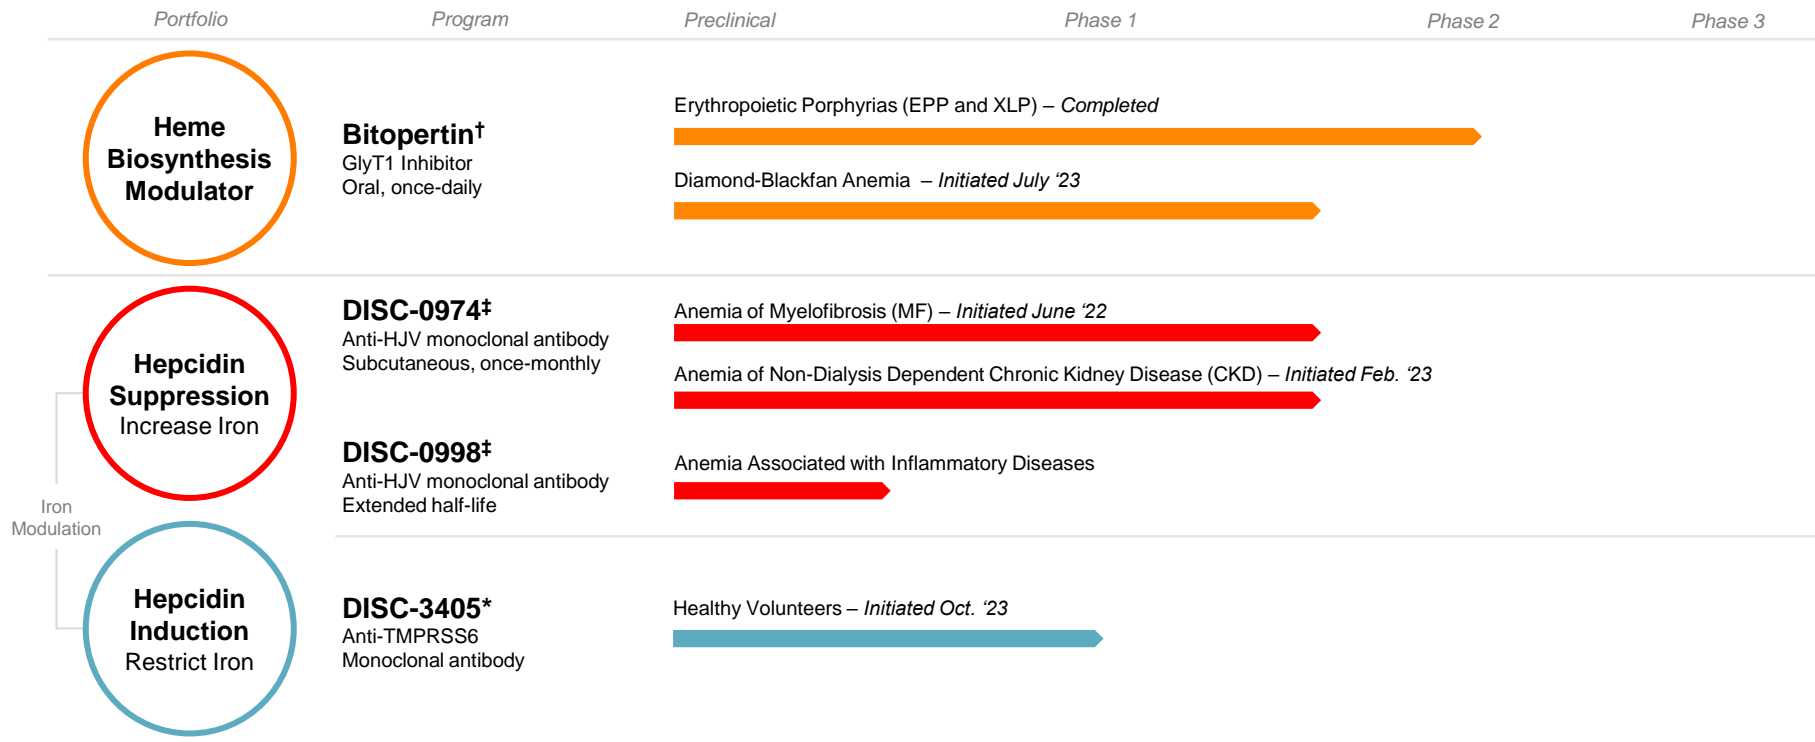 Portfolio Program Preclinical Phase 1 Phase 2 Phase 3
Heme
Biosynthesis
Modulator
Bitopertin†
GlyT1 Inhibitor
Oral, once-daily
Erythropoietic Porphyrias (EPP and XLP) – Completed
Diamond-Blackfan Anemia – Initiated July ‘23
Hepcidin
Suppression
Increase Iron
DISC-0974‡
Anti-HJV monoclonal antibody
Subcutaneous, once-monthly
Anemia of Myelofibrosis (MF) – Initiated June ‘22
Anemia of Non-Dialysis Dependent Chronic Kidney Disease (CKD) – Initiated Feb. ‘23
DISC-0998‡
Anti-HJV monoclonal antibody
Extended half-life
Anemia Associated with Inflammatory Diseases
Iron
Modulation
Hepcidin
Induction
Restrict Iron
DISC-3405*
Anti-TMPRSS6
Monoclonal antibody
Healthy Volunteers – Initiated Oct. ‘23